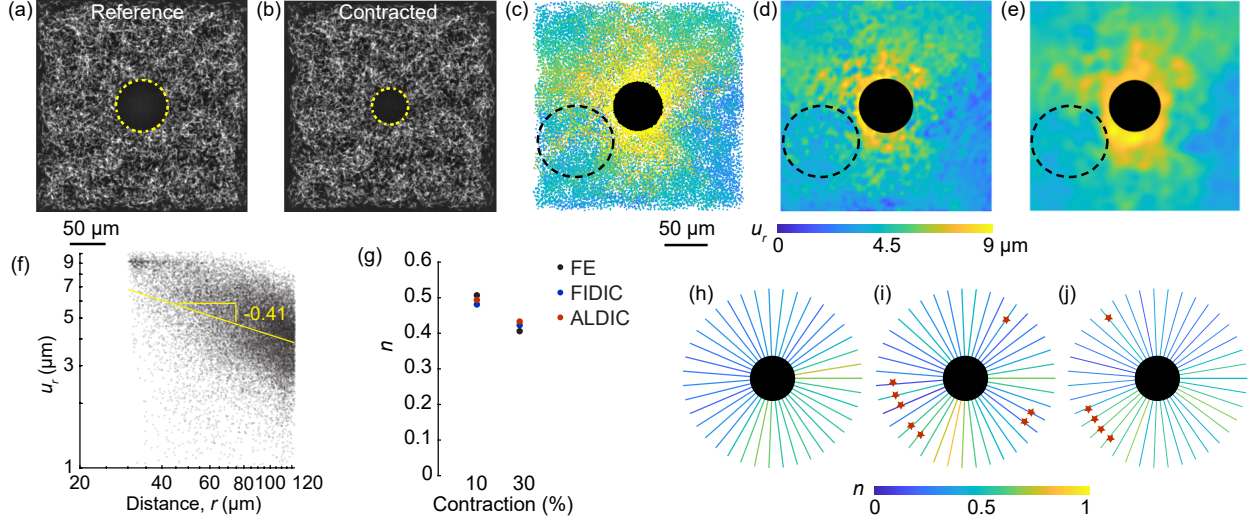 (a) Reference
(b) Contracted
(c)
(d)
(e)
50 μm
50 μm
u_r
0 4.5 9 μm
(f)
u_r (μm)
9
7
5
3
1
-0.41
20 40 60 80 100 120
Distance, r (μm)
(g)
n
0.6
0.5
0.4
0.3
0.2
0.1
0
10 30
Contraction (%)
FE
FIDIC
ALDIC
(h)
(i)
(j)
n
0 0.5 1